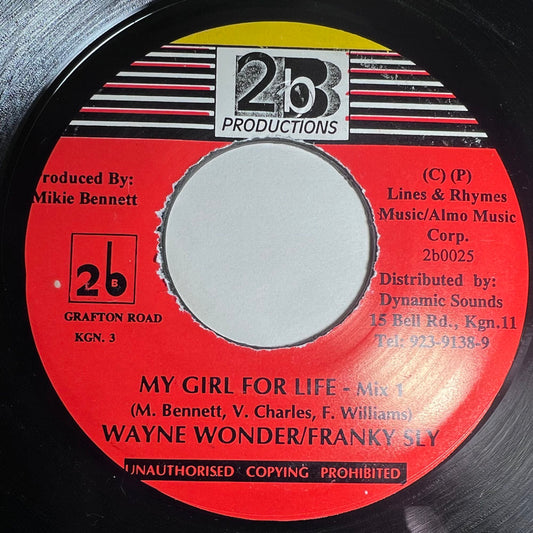 2b
PRODUCTIONS
roduced By:
Mikie Bennett
2b
GRAFTON ROAD
KGN. 3
(C) (P)
Lines & Rhymes
Music/Almo Music
Corp.
2b0025
Distributed by:
Dynamic Sounds
15 Bell Rd., Kgn.11
Tel: 923-9138-9
MY GIRL FOR LIFE - Mix 1
(M. Bennett, V. Charles, F. Williams)
WAYNE WONDER/FRANKY SLY
UNAUTHORISED COPYING PROHIBITED